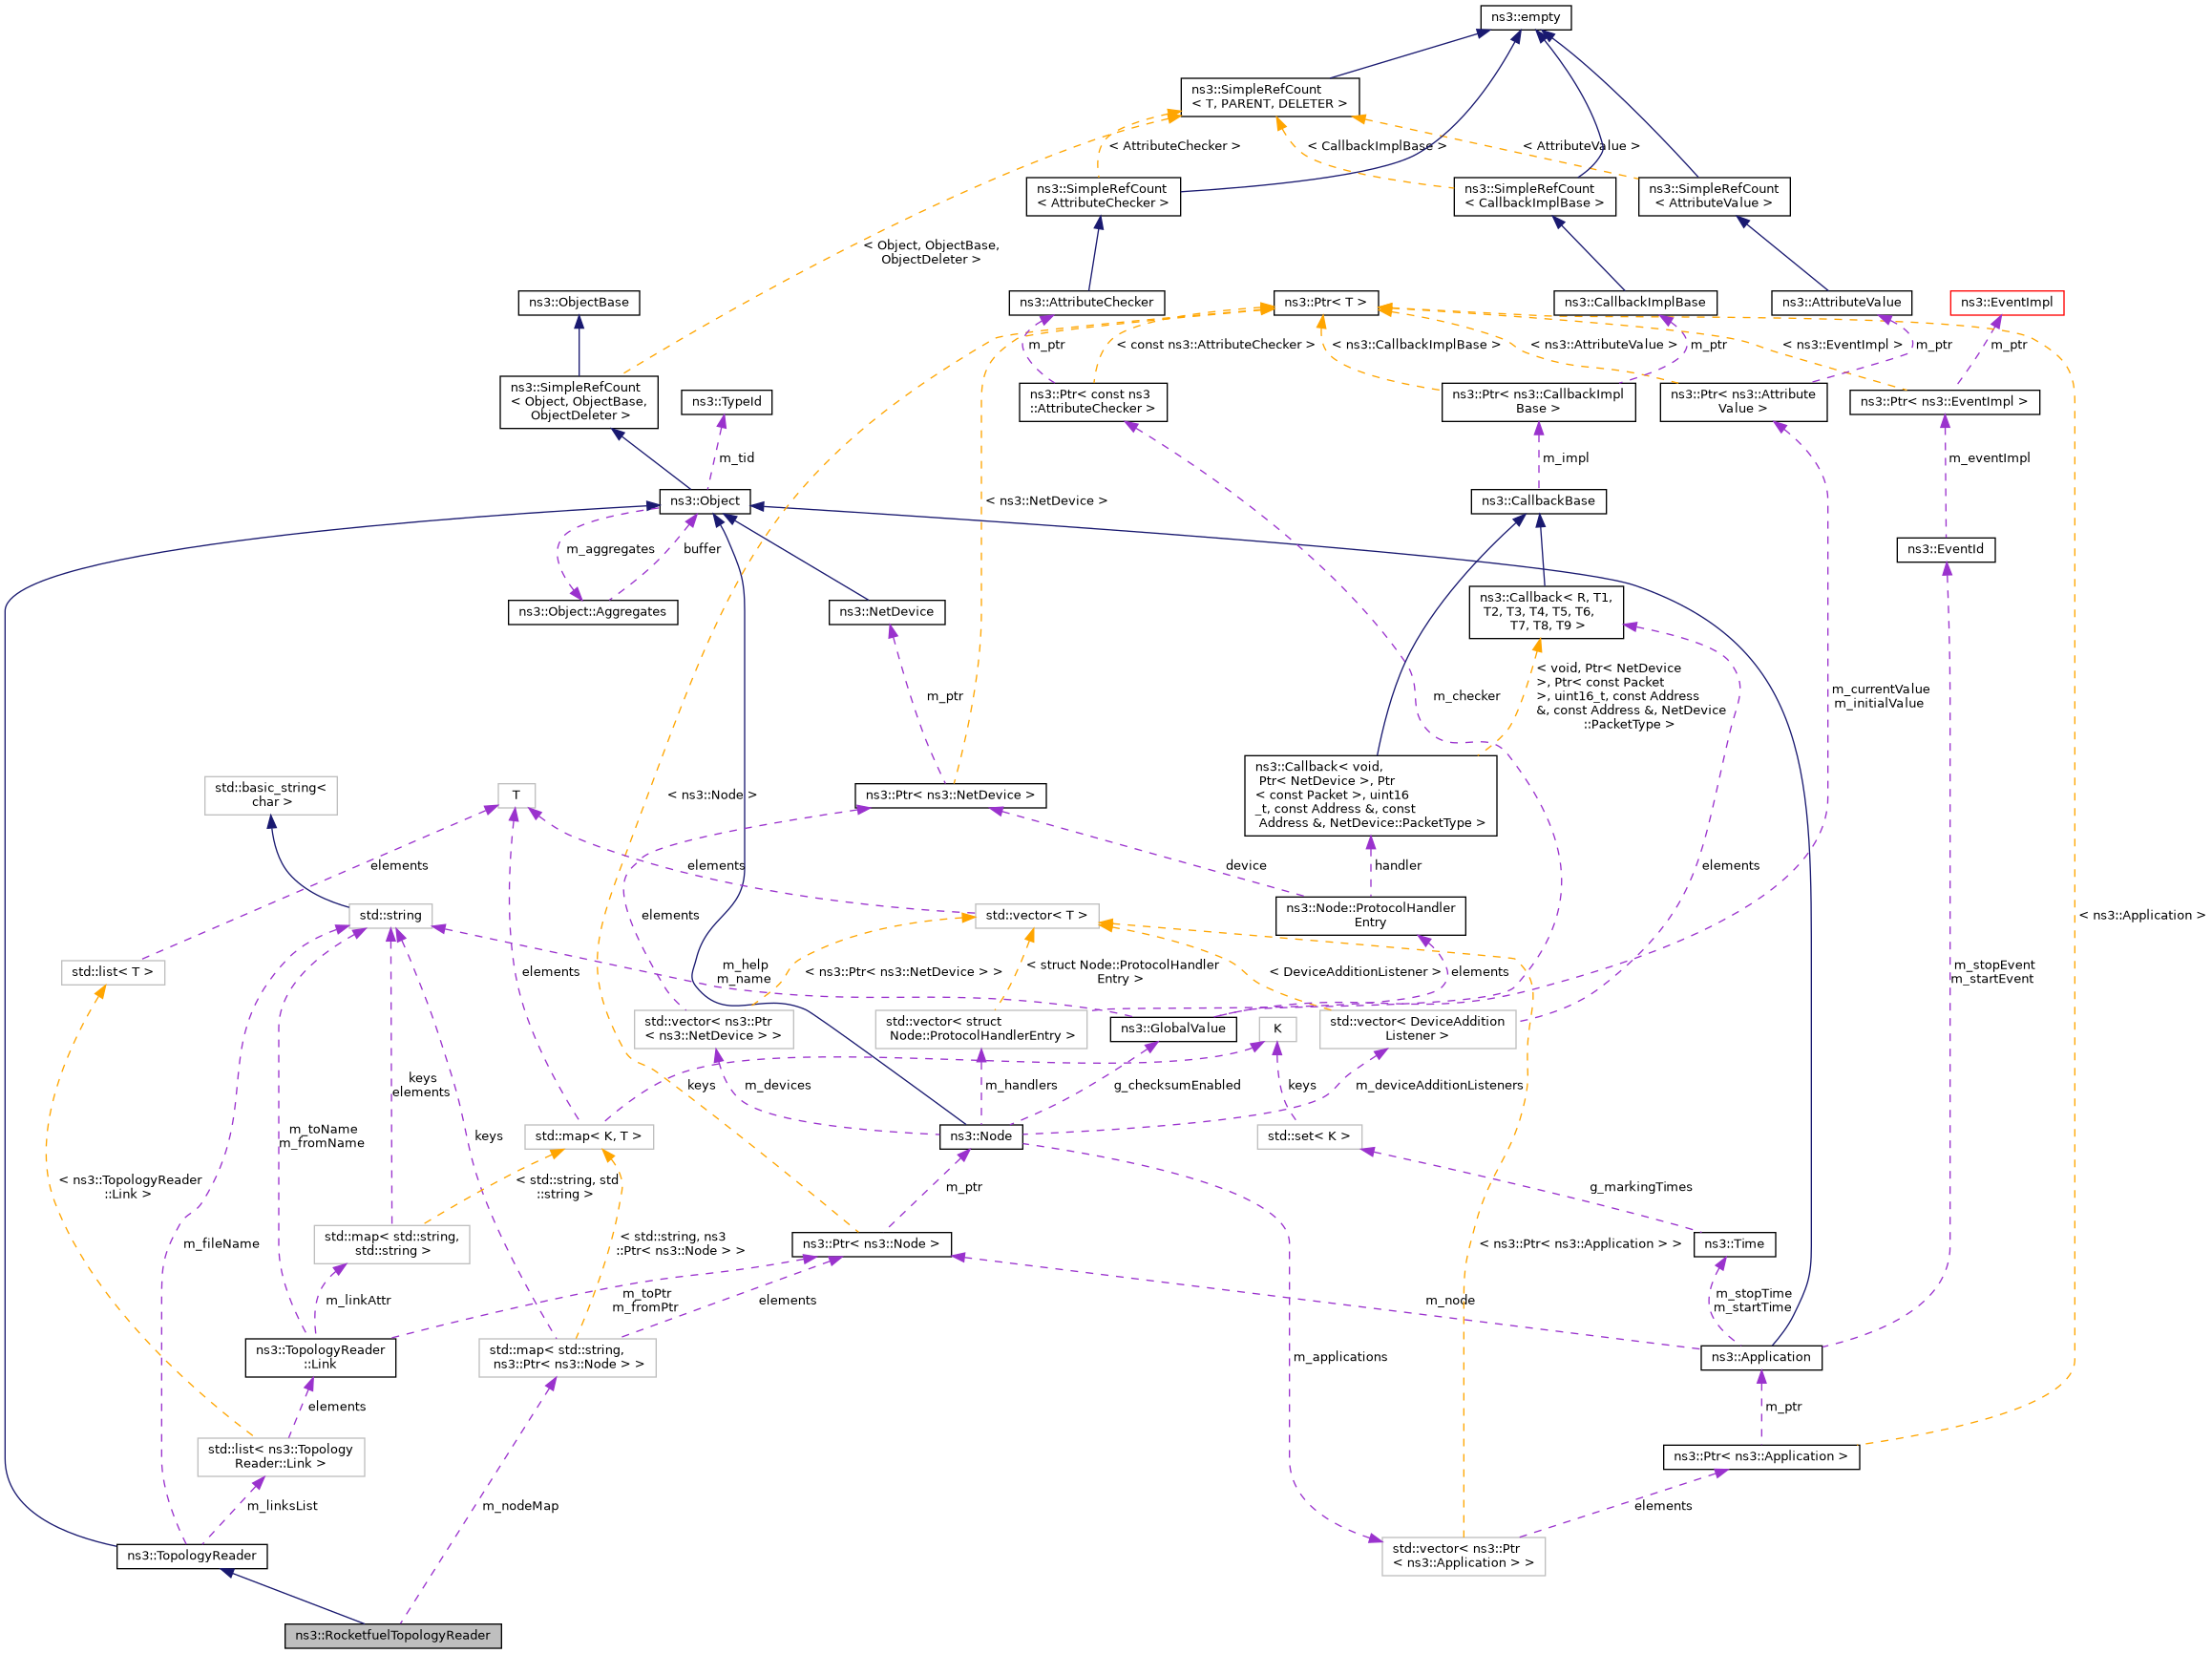 ns3::empty
ns3::SimpleRefCount
< T, PARENT, DELETER >
< AttributeChecker >
< CallbackImplBase >
< AttributeValue >
ns3::SimpleRefCount
< AttributeChecker >
ns3::SimpleRefCount
< CallbackImplBase >
ns3::SimpleRefCount
< AttributeValue >
< Object, ObjectBase,
ObjectDeleter >
ns3::ObjectBase
ns3::AttributeChecker
ns3::Ptr< T >
ns3::CallbackImplBase
ns3::AttributeValue
ns3::EventImpl
m_ptr
< const ns3::AttributeChecker >
< ns3::CallbackImplBase >
< ns3::AttributeValue >
m_ptr
< ns3::EventImpl >
m_ptr
m_ptr
ns3::SimpleRefCount
< Object, ObjectBase,
ObjectDeleter >
ns3::TypeId
ns3::Ptr< const ns3
::AttributeChecker >
ns3::Ptr< ns3::CallbackImpl
Base >
ns3::Ptr< ns3::Attribute
Value >
ns3::Ptr< ns3::EventImpl >
m_tid
m_impl
m_eventImpl
ns3::Object
< ns3::NetDevice >
ns3::CallbackBase
m_aggregates
buffer
ns3::EventId
ns3::Object::Aggregates
ns3::NetDevice
ns3::Callback< R, T1,
T2, T3, T4, T5, T6,
T7, T8, T9 >
m_ptr
m_checker
< void, Ptr< NetDevice
>, Ptr< const Packet
>, uint16_t, const Address
&, const Address &, NetDevice
::PacketType >
m_currentValue
m_initialValue
std::basic_string<
char >
T
< ns3::Node >
ns3::Ptr< ns3::NetDevice >
ns3::Callback< void,
Ptr< NetDevice >, Ptr
< const Packet >, uint16
_t, const Address &, const
Address &, NetDevice::PacketType >
elements
elements
device
handler
elements
std::string
elements
std::vector< T >
ns3::Node::ProtocolHandler
Entry
< ns3::Application >
std::list< T >
elements
m_help
m_name
< ns3::Ptr< ns3::NetDevice > >
< struct Node::ProtocolHandler
Entry >
< DeviceAdditionListener >
elements
m_stopEvent
m_startEvent
std::vector< ns3::Ptr
< ns3::NetDevice > >
std::vector< struct
Node::ProtocolHandlerEntry >
ns3::GlobalValue
K
std::vector< DeviceAddition
Listener >
keys
elements
keys
m_devices
m_handlers
g_checksumEnabled
keys
m_deviceAdditionListeners
m_toName
m_fromName
keys
std::map< K, T >
ns3::Node
std::set< K >
< ns3::TopologyReader
::Link >
< std::string, std
::string >
m_ptr
g_markingTimes
m_fileName
std::map< std::string,
std::string >
< std::string, ns3
::Ptr< ns3::Node > >
ns3::Ptr< ns3::Node >
< ns3::Ptr< ns3::Application > >
ns3::Time
m_linkAttr
m_toPtr
m_fromPtr
elements
m_node
m_stopTime
m_startTime
ns3::TopologyReader
::Link
std::map< std::string,
ns3::Ptr< ns3::Node > >
m_applications
ns3::Application
elements
m_ptr
std::list< ns3::Topology
Reader::Link >
ns3::Ptr< ns3::Application >
m_linksList
m_nodeMap
elements
ns3::TopologyReader
std::vector< ns3::Ptr
< ns3::Application > >
ns3::RocketfuelTopologyReader